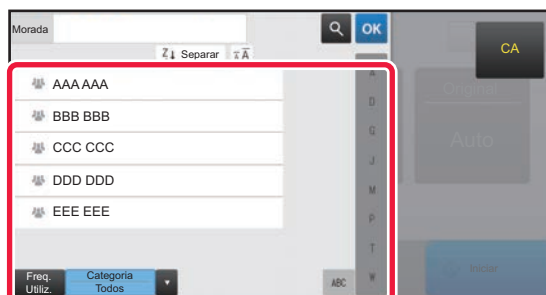 Morada
OK
CA
Separar
AAA AAA
BBB BBB
CCC CCC
DDD DDD
EEE EEE
A
D
G
J
M
P
T
W
Original
Auto
Freq.
Utiliz.
Categoria
Todos
ABC
Iniciar